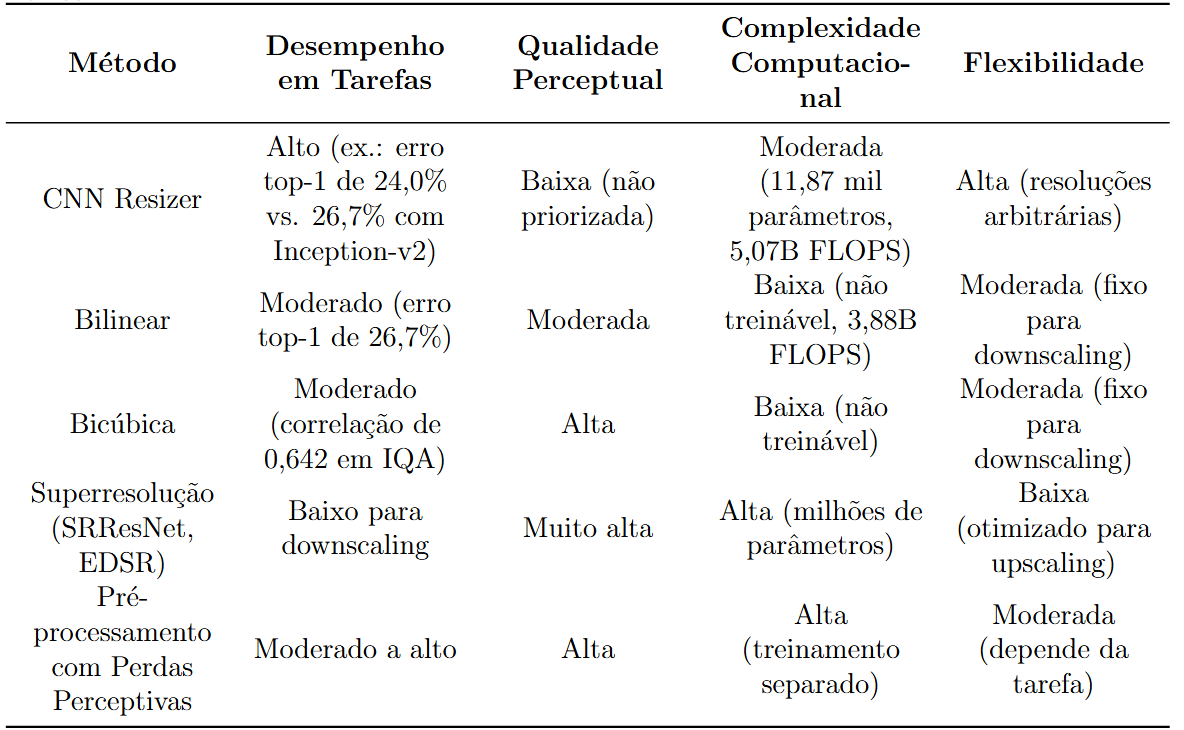 Método
Desempenho
em Tarefas
Qualidade
Perceptual
Complexidade
Computacio-
nal
Flexibilidade
CNN Resizer
Alto (ex.: erro
top-1 de 24,0%
vs. 26,7% com
Inception-v2)
Baixa (não
priorizada)
Moderada
(11,87 mil
parâmetros,
5,07B FLOPS)
Alta (resoluções
arbitrárias)
Bilinear
Moderado (erro
top-1 de 26,7%)
Moderada
Baixa (não
treinável, 3,88B
FLOPS)
Moderada (fixo
para
downscaling)
Bicúbica
Moderado
(correlação de
0,642 em IQA)
Alta
Baixa (não
treinável)
Moderada (fixo
para
downscaling)
Superresolução
(SRResNet,
EDSR)
Baixo para
downscaling
Muito alta
Alta (milhões de
parâmetros)
Baixa
(otimizado para
upscaling)
Pré-
processamento
com Perdas
Perceptivas
Moderado a alto
Alta
Alta
(treinamento
separado)
Moderada
(depende da
tarefa)